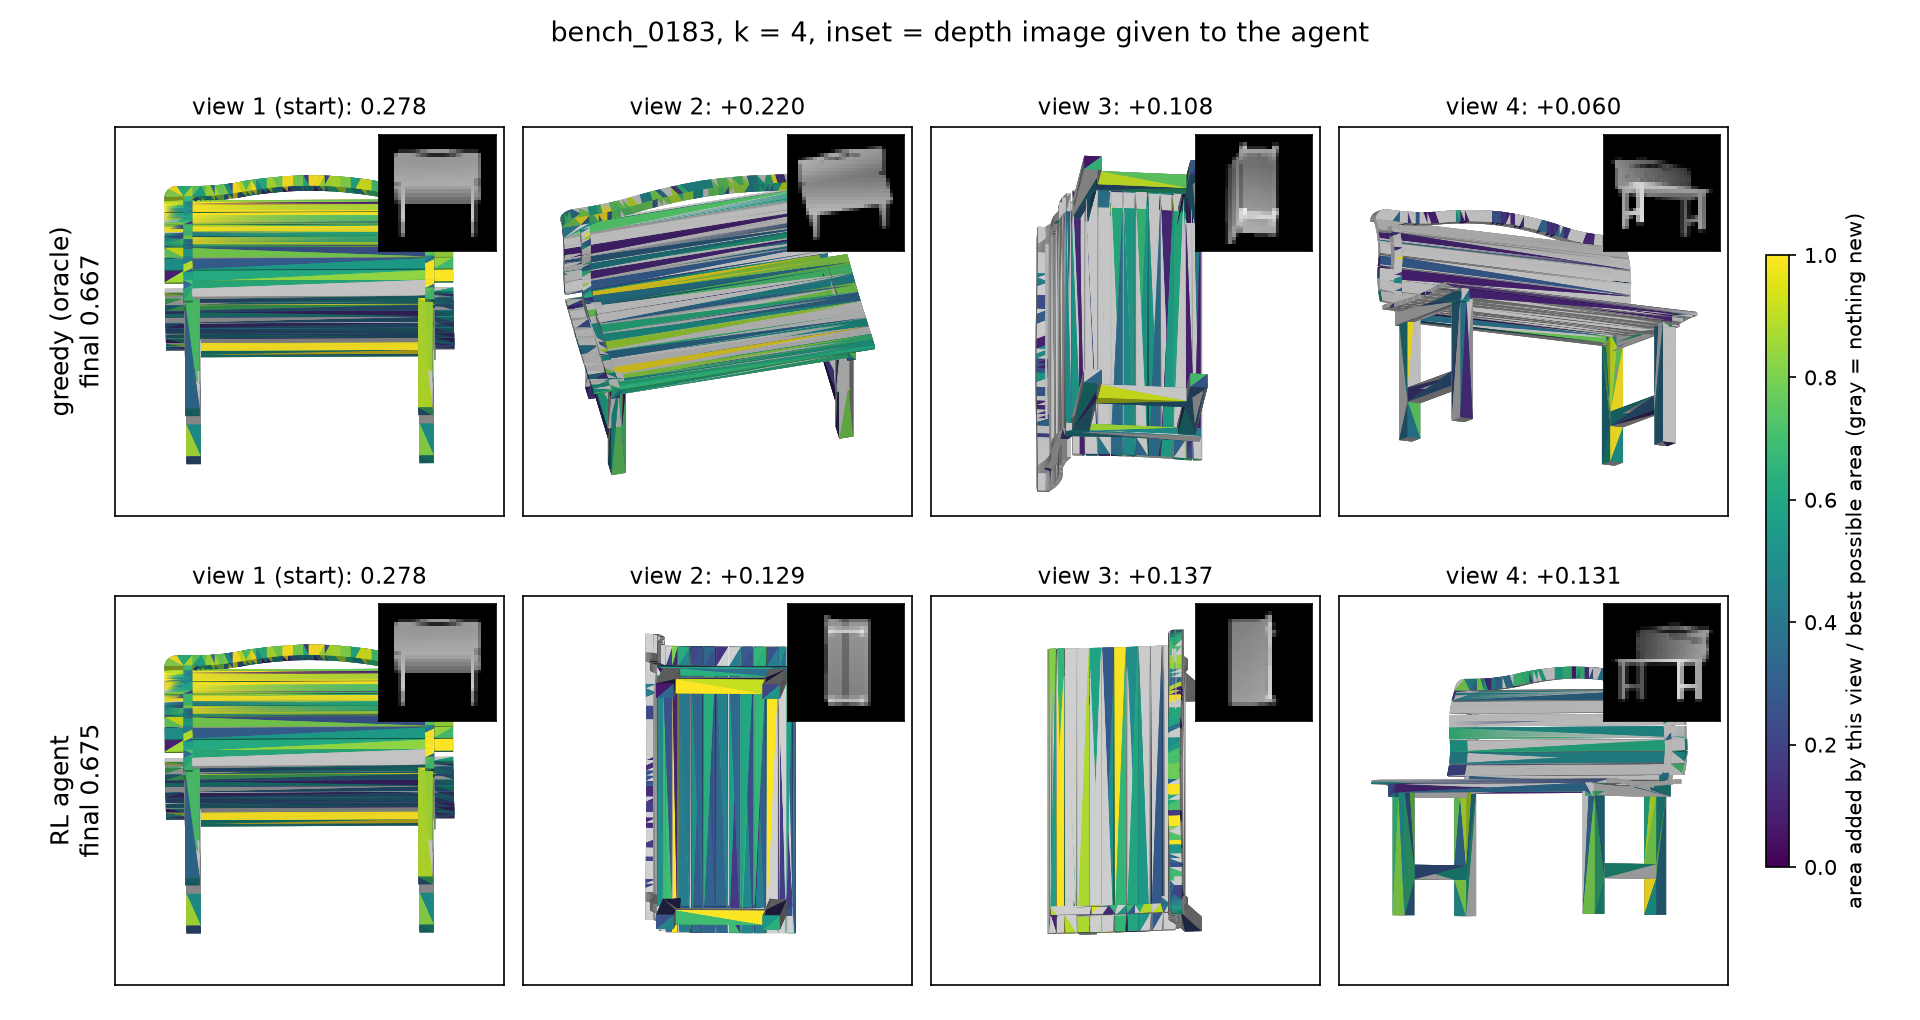 bench_0183, k = 4, inset = depth image given to the agent
view 1 (start): 0.278
view 2: +0.220
view 3: +0.108
view 4: +0.060
greedy (oracle)
final 0.667
view 1 (start): 0.278
view 2: +0.129
view 3: +0.137
view 4: +0.131
RL agent
final 0.675
1.0
0.8
0.6
0.4
0.2
0.0
area added by this view / best possible area (gray = nothing new)